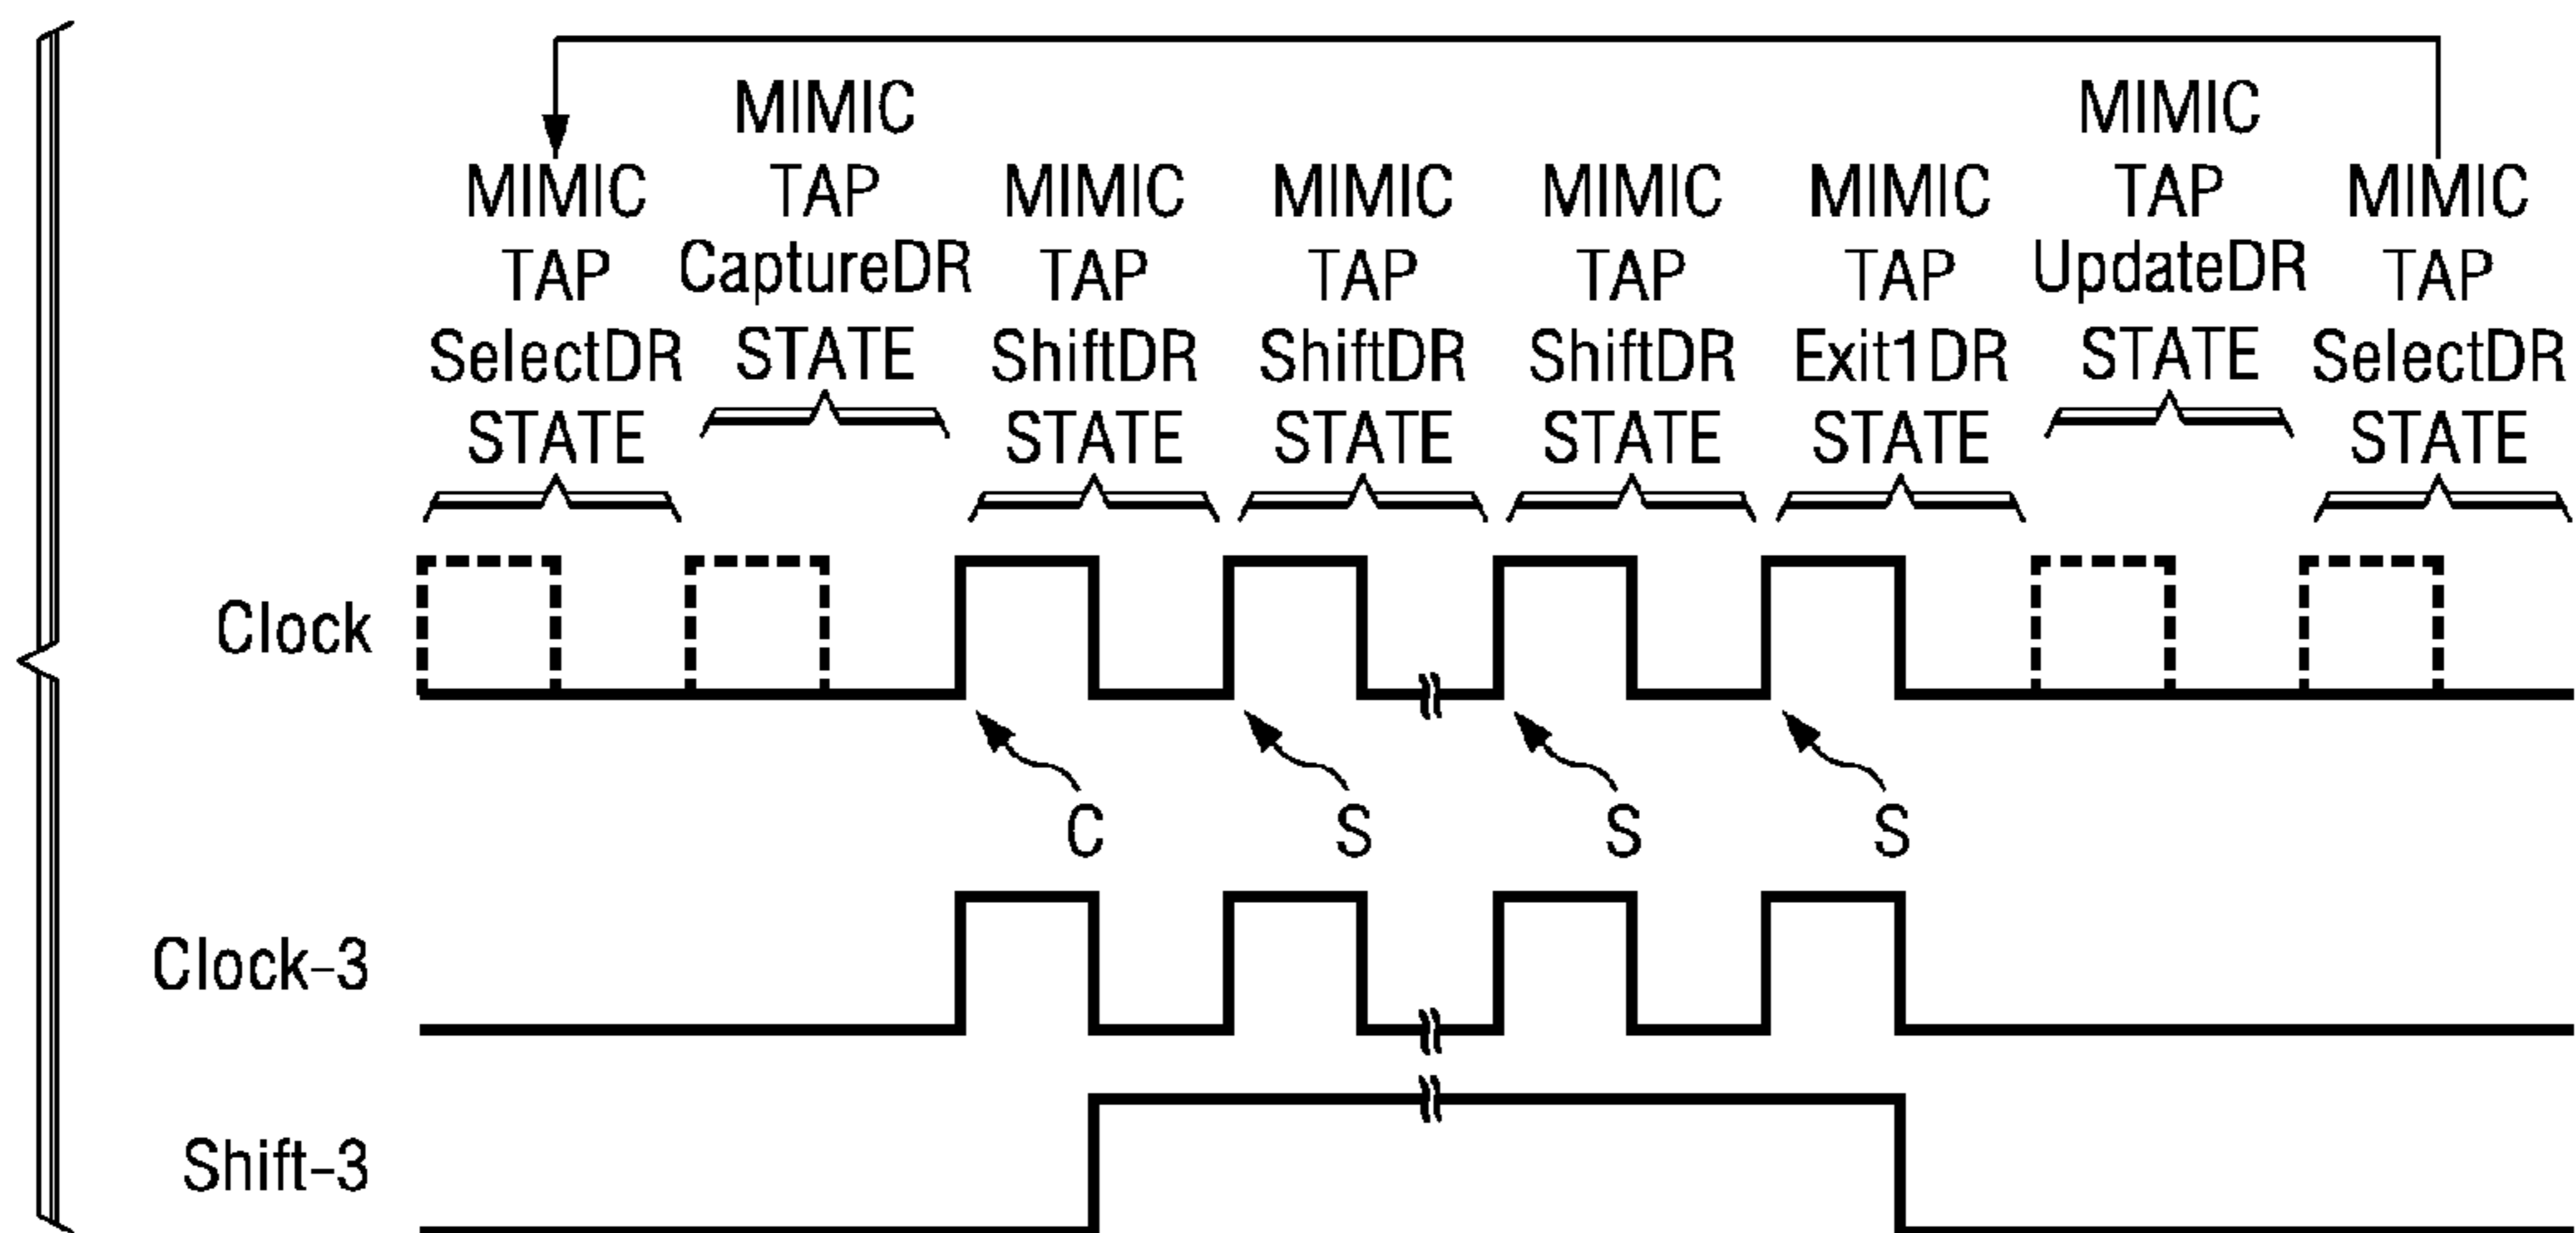 MIMIC
TAP
SelectDR
STATE
MIMIC
TAP
CaptureDR
STATE
MIMIC
TAP
ShiftDR
STATE
MIMIC
TAP
ShiftDR
STATE
MIMIC
TAP
ShiftDR
STATE
MIMIC
TAP
Exit1DR
STATE
MIMIC
TAP
UpdateDR
STATE
MIMIC
TAP
SelectDR
STATE
Clock
C
S
S
S
Clock-3
Shift-3